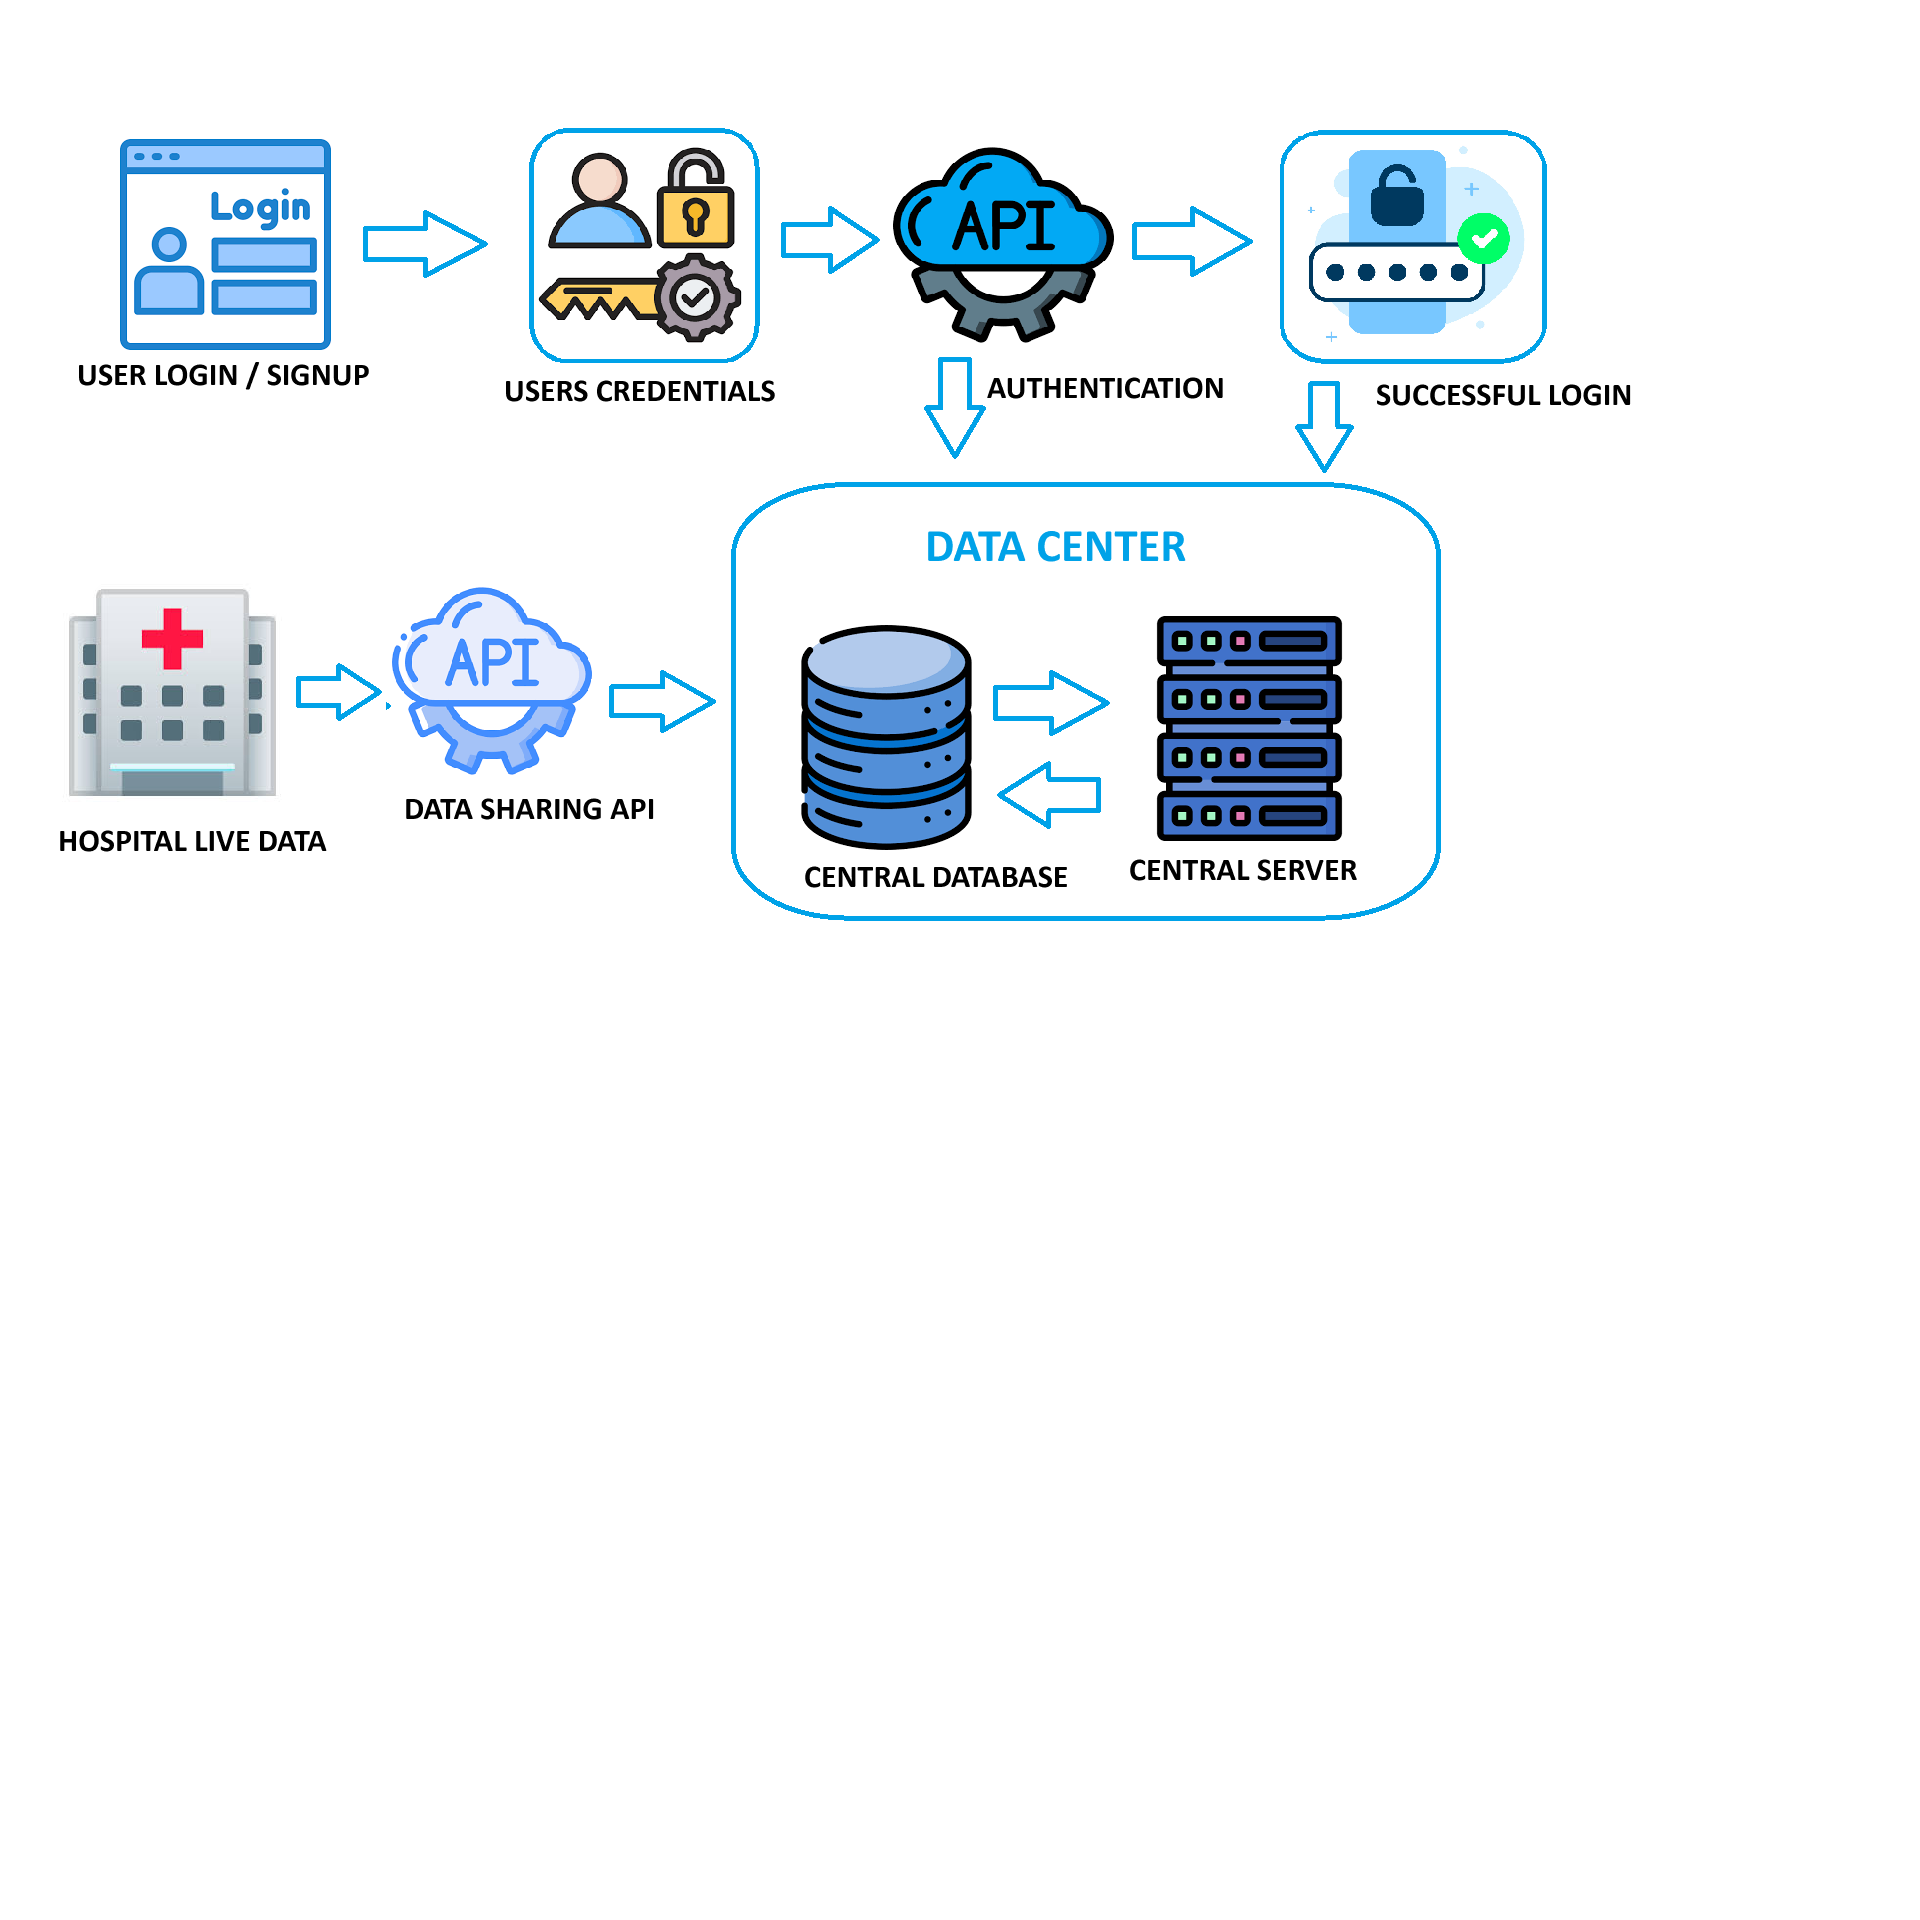 Login
API
USER LOGIN / SIGNUP
USERS CREDENTIALS
AUTHENTICATION
SUCCESSFUL LOGIN
DATA CENTER
API
HOSPITAL LIVE DATA
DATA SHARING API
CENTRAL DATABASE
CENTRAL SERVER